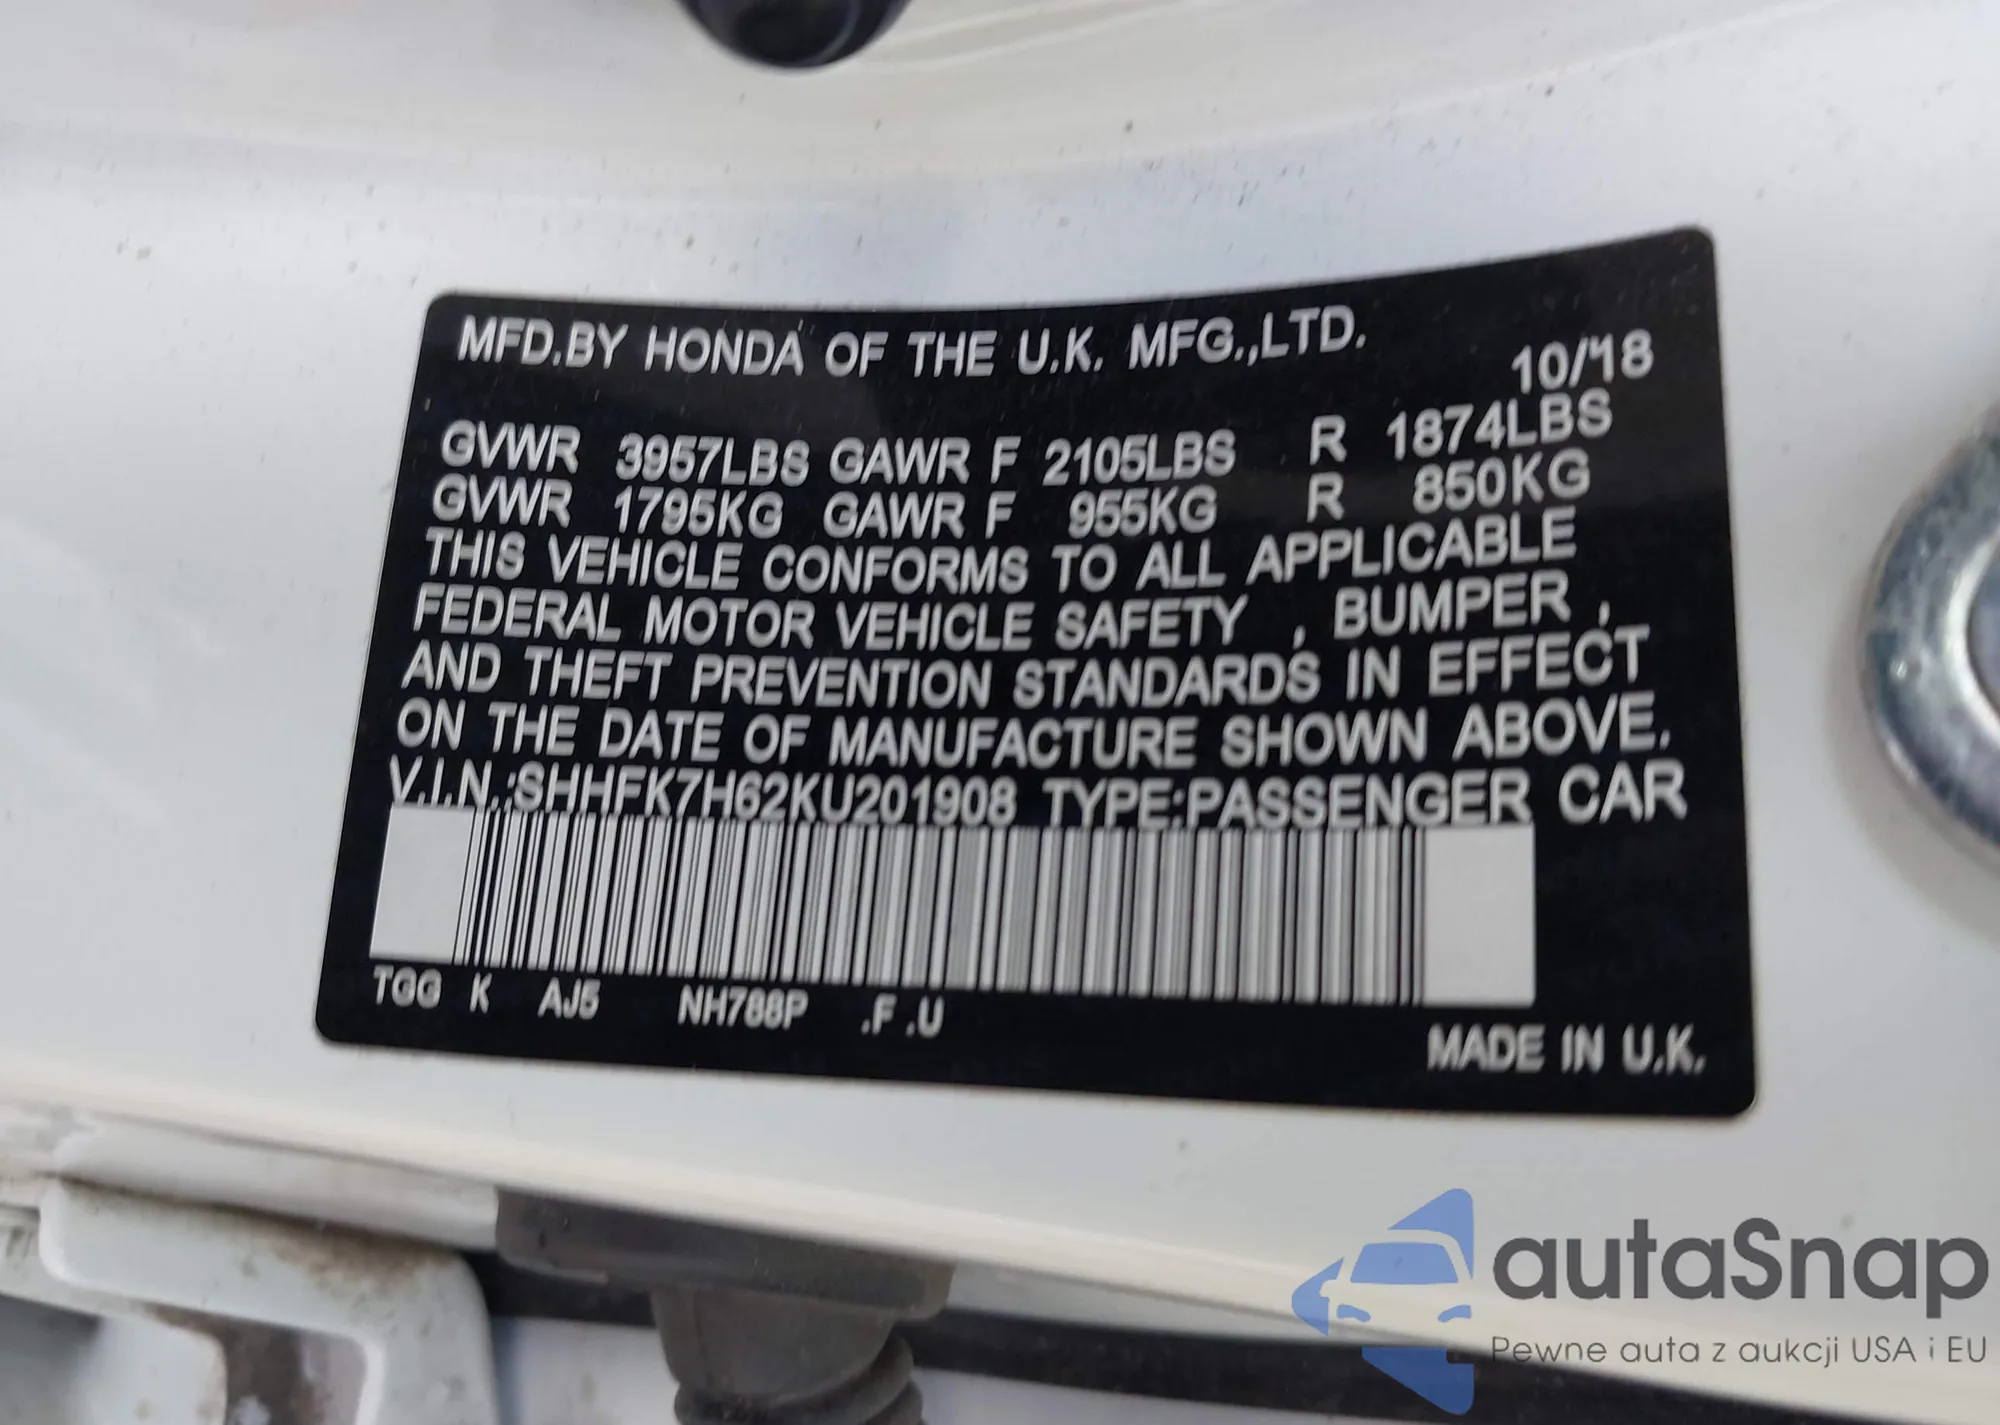 MFD.BY HONDA OF THE U.K. MFG.,LTD.
10/18
GVWR 3957LBS GAWR F 2105LBS R 1874LBS
GVWR 1795KG GAWR F 955KG R 850KG
THIS VEHICLE CONFORMS TO ALL APPLICABLE
FEDERAL MOTOR VEHICLE SAFETY , BUMPER ,
AND THEFT PREVENTION STANDARDS IN EFFECT
ON THE DATE OF MANUFACTURE SHOWN ABOVE.
V.I.N.:SHHFK7H62KU201908 TYPE:PASSENGER CAR
TGG K AJ5 NH788P .F .U
MADE IN U.K.
autaSnap
Pewne auta z aukcji USA i EU